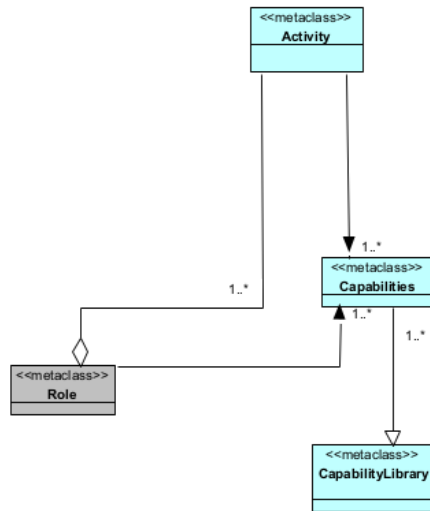 <<metaclass>>
Activity
1..*
<<metaclass>>
Capabilities
1..*
1..*
1..*
<<metaclass>>
Role
<<metaclass>>
CapabilityLibrary